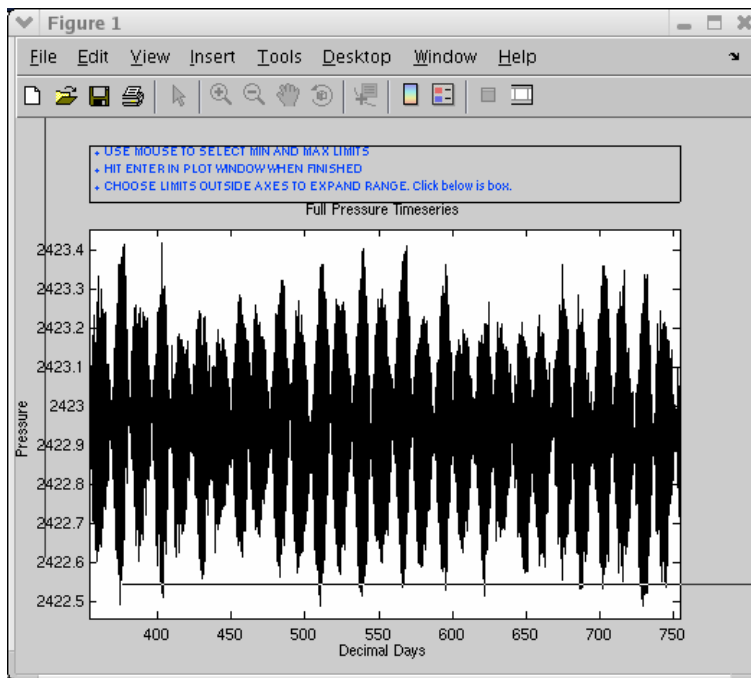 Figure 1
File Edit View Insert Tools Desktop Window Help
+ USE MOUSE TO SELECT MIN AND MAX LIMITS
+ HIT ENTER IN PLOT WINDOW WHEN FINISHED
+ CHOOSE LIMITS OUTSIDE AXES TO EXPAND RANGE. Click below is box.
Full Pressure Timeseries
2423.4
2423.3
2423.2
2423.1
2423
2422.9
2422.8
2422.7
2422.6
2422.5
Pressure
400 450 500 550 600 650 700 750
Decimal Days